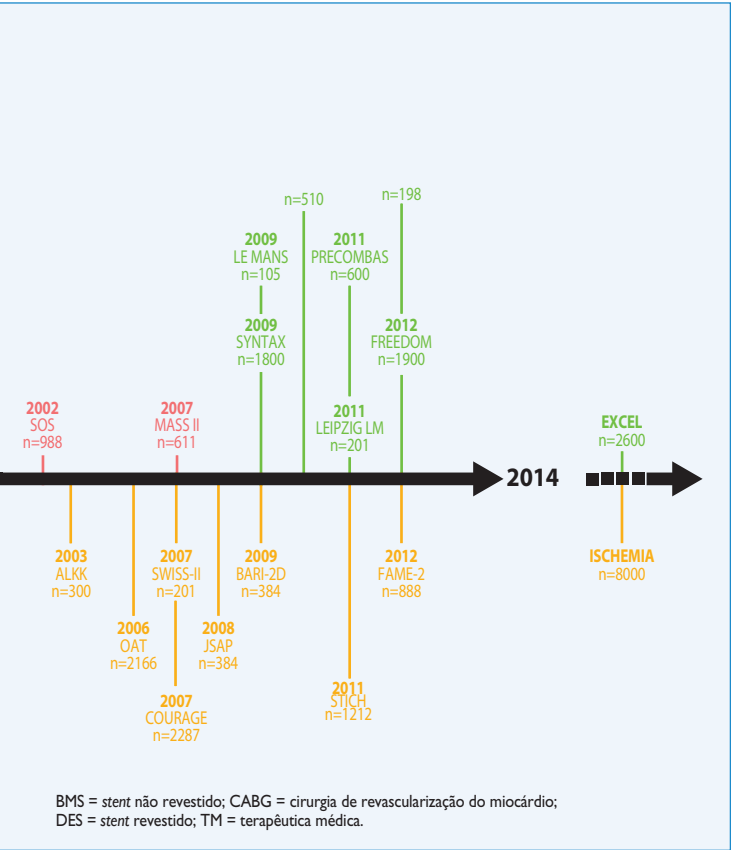 n=510
n=198
2009
LE MANS
n=105
2011
PRECOMBAS
n=600
2009
SYNTAX
n=1800
2012
FREEDOM
n=1900
2002
SOS
n=988
2007
MASS II
n=611
2011
LEIPZIG LM
n=201
EXCEL
n=2600
2014
2003
ALKK
n=300
2007
SWISS-II
n=201
2009
BARI-2D
n=384
2012
FAME-2
n=888
ISCHEMIA
n=8000
2006
OAT
n=2166
2008
JSAP
n=384
2007
COURAGE
n=2287
2011
STICH
n=1212
BMS = stent não revestido; CABG = cirurgia de revascularização do miocárdio;
DES = stent revestido; TM = terapêutica médica.